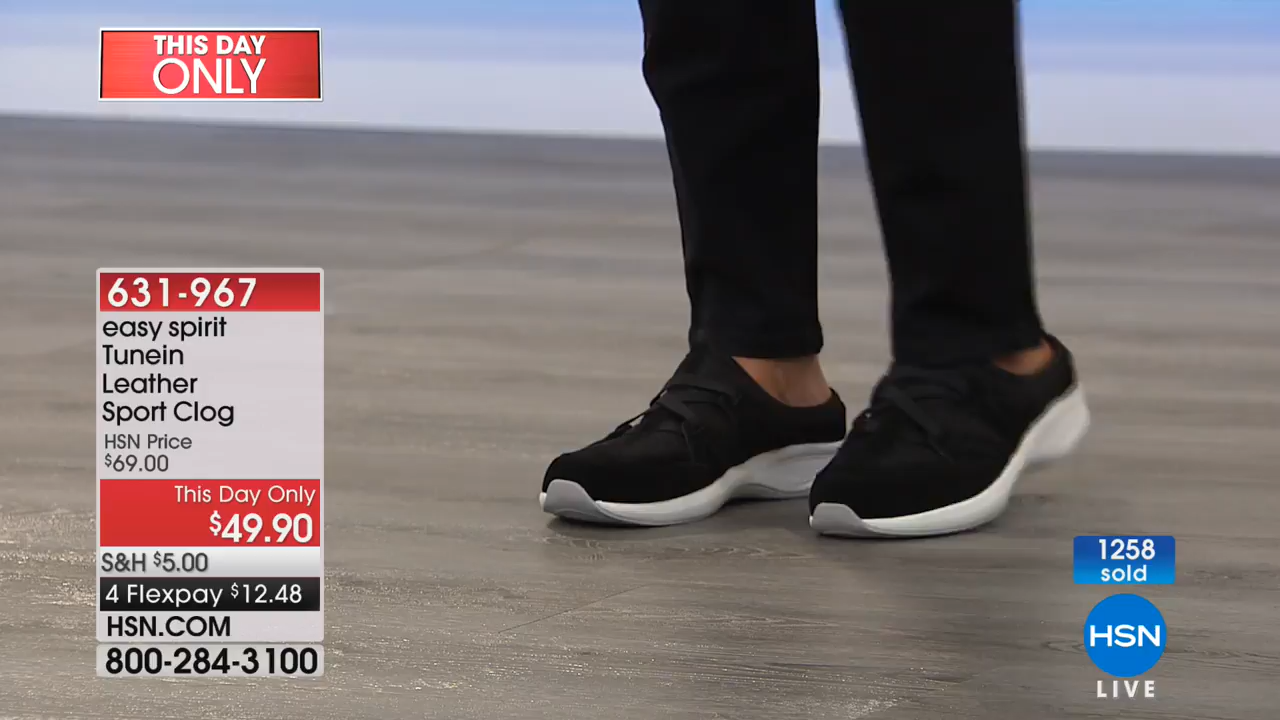 THIS DAY
ONLY
631-967
easy spirit
Tunein
Leather
Sport Clog
HSN Price
$69.00
This Day Only
$49.90
S&H $5.00
4 Flexpay $12.48
HSN.COM
800-284-3100
1258
sold
HSN
LIVE